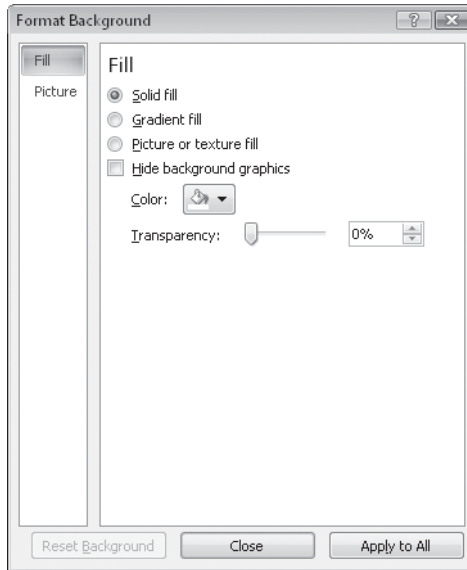 Format Background
Fill
Picture
Fill
Solid fill
Gradient fill
Picture or texture fill
Hide background graphics
Color:
Transparency: 0%
Reset Background Close Apply to All